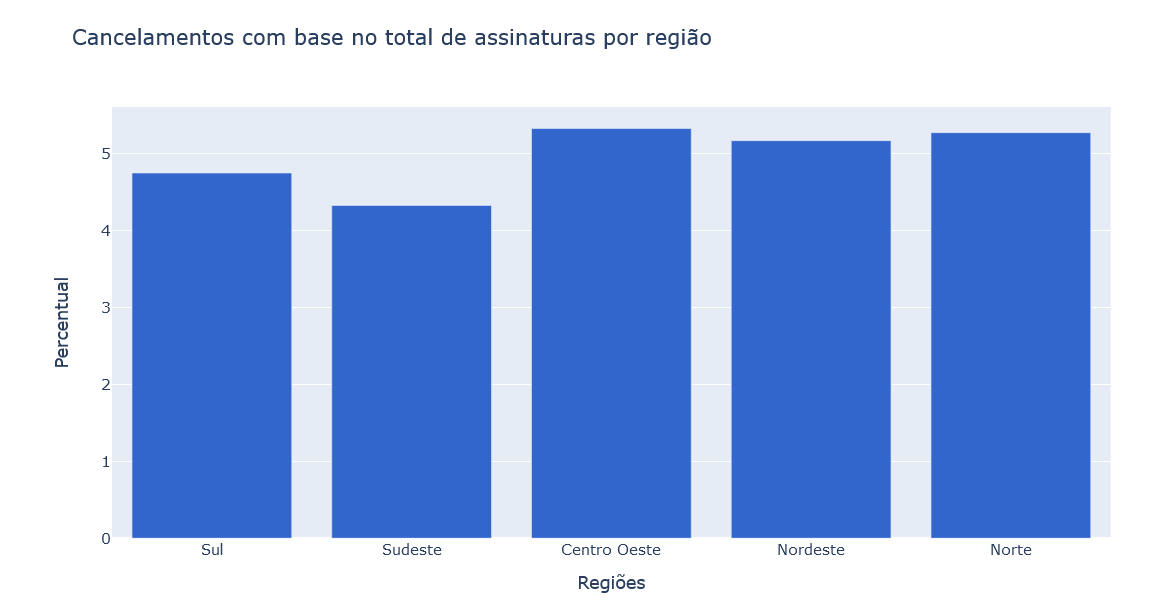 Cancelamentos com base no total de assinaturas por região
Percentual
5
4
3
2
1
0
Sul
Sudeste
Centro Oeste
Nordeste
Norte
Regiões